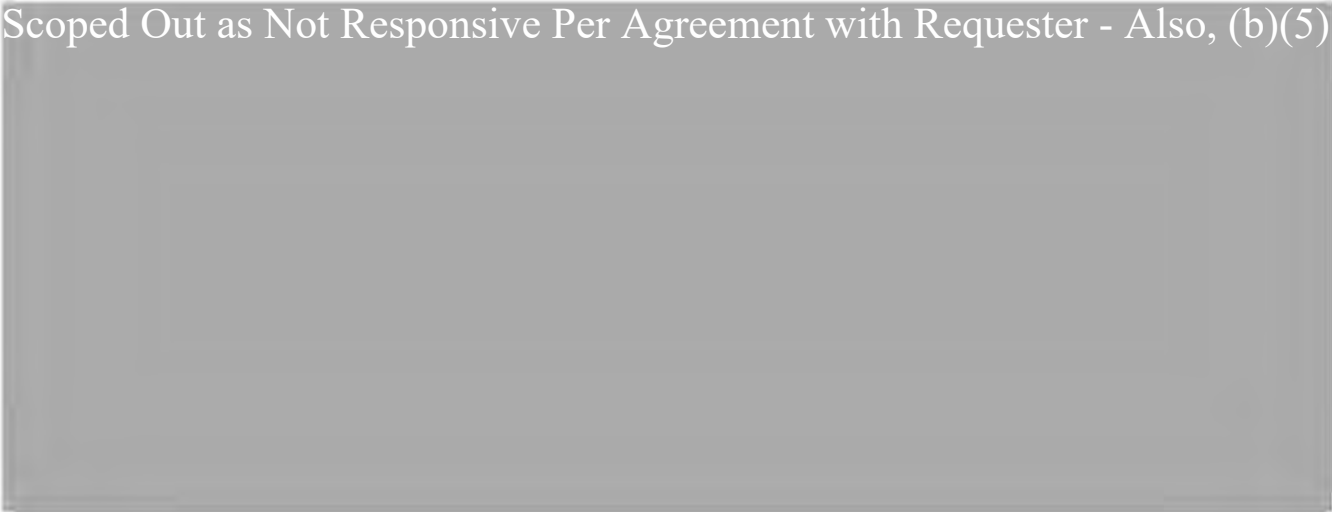 Scoped Out as Not Responsive Per Agreement with Requester - Also, (b)(5)